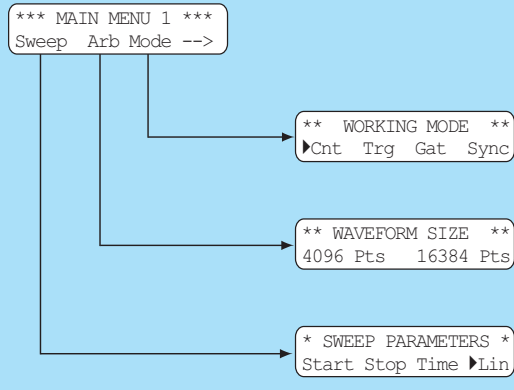 *** MAIN MENU 1 ***
Sweep Arb Mode -->
** WORKING MODE **
▶Cnt Trg Gat Sync
** WAVEFORM SIZE **
4096 Pts 16384 Pts
* SWEEP PARAMETERS *
Start Stop Time ▶Lin